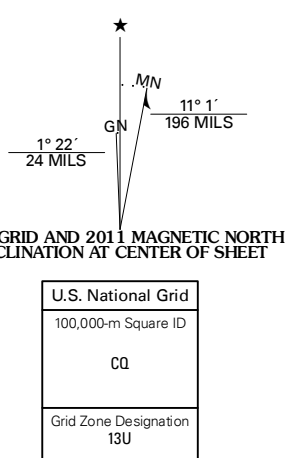 ★
MN
GN
11° 1´
196 MILS
1° 22´
24 MILS
GRID AND 2011 MAGNETIC NORTH
CLINATION AT CENTER OF SHEET
U.S. National Grid
100,000-m Square ID
CQ
Grid Zone Designation
13U